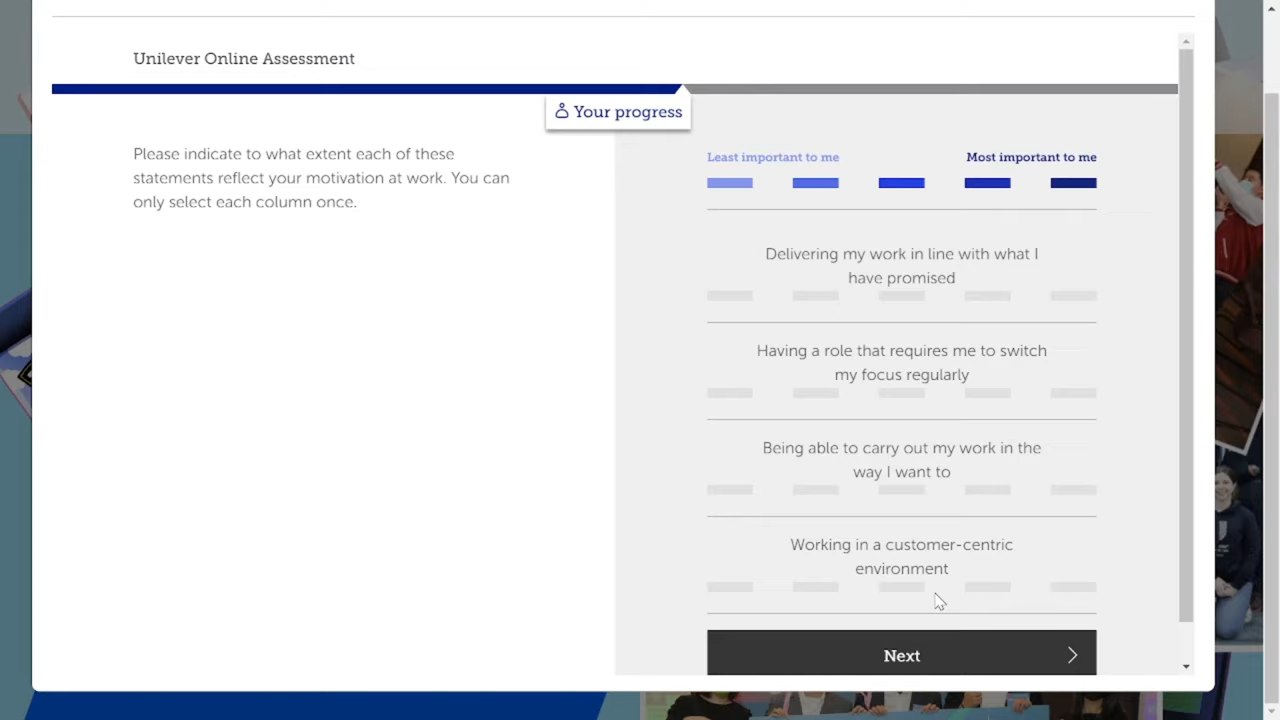 Unilever Online Assessment
Your progress
Please indicate to what extent each of these
statements reflect your motivation at work. You can
only select each column once.
Least important to me
Most important to me
Delivering my work in line with what I
have promised
Having a role that requires me to switch
my focus regularly
Being able to carry out my work in the
way I want to
Working in a customer-centric
environment
Next